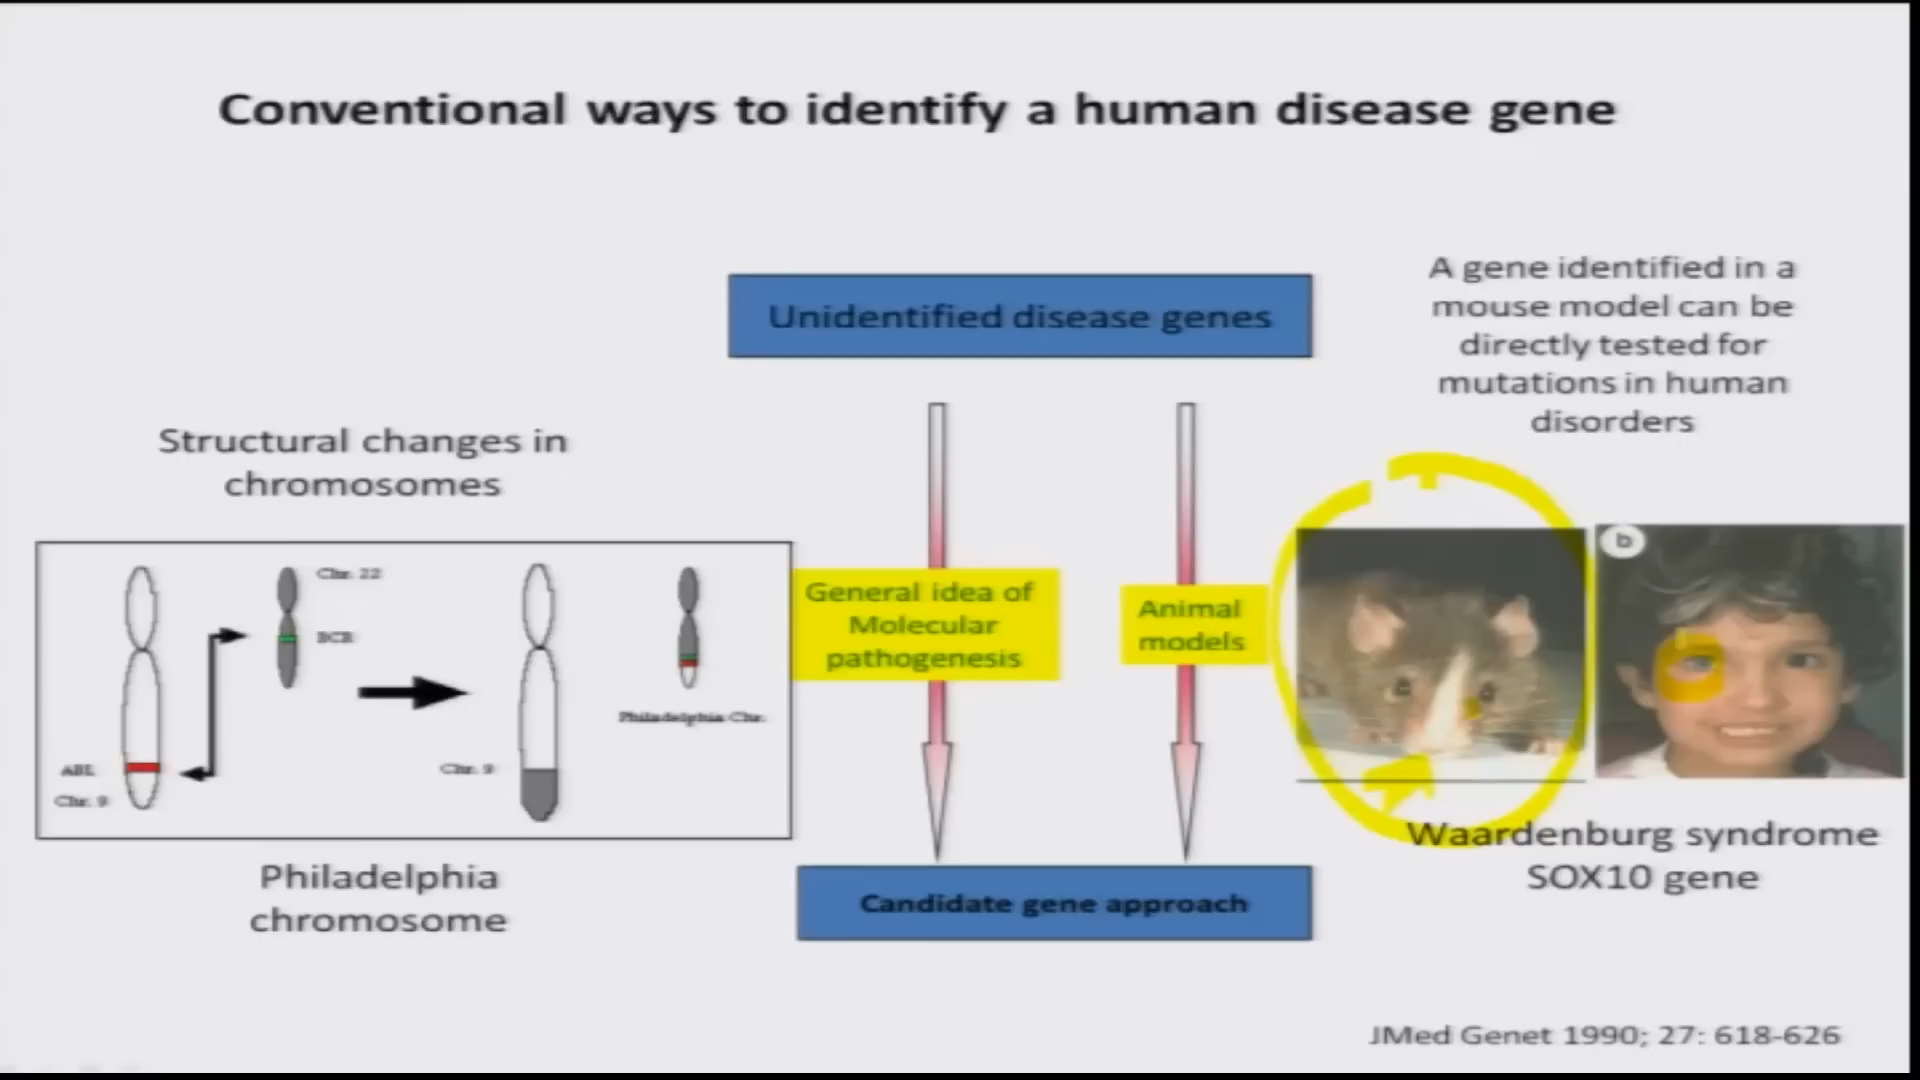 Conventional ways to identify a human disease gene
Unidentified disease genes
A gene identified in a
mouse model can be
directly tested for
mutations in human
disorders
Structural changes in
chromosomes
Chr. 22
BCR
ABL
Chr. 9
Chr. 9
Philadelphia Chr.
General idea of
Molecular
pathogenesis
Animal
models
b
Philadelphia
chromosome
Candidate gene approach
Waardenburg syndrome
SOX10 gene
JMed Genet 1990; 27: 618-626